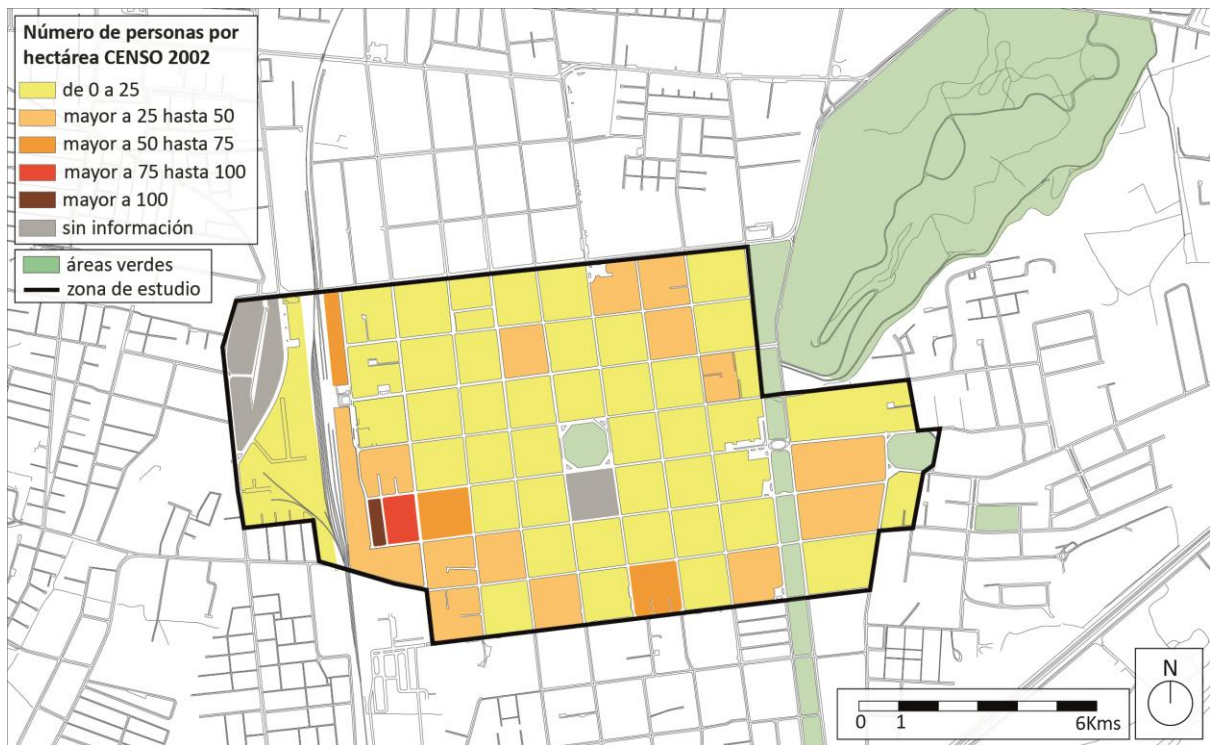 Número de personas por
hectárea CENSO 2002
de 0 a 25
mayor a 25 hasta 50
mayor a 50 hasta 75
mayor a 75 hasta 100
mayor a 100
sin información
áreas verdes
zona de estudio
N
0 1 6Kms